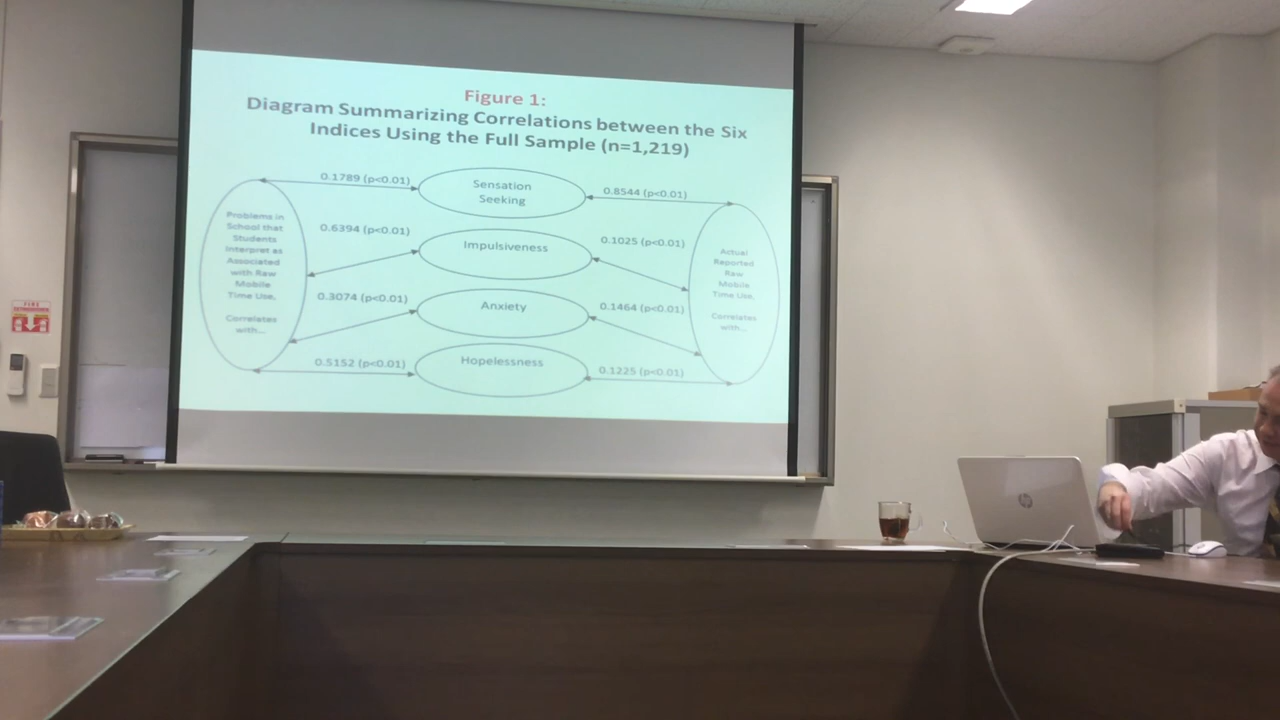 Figure 1:
Diagram Summarizing Correlations between the Six
Indices Using the Full Sample (n=1,219)
0.1789 (p<0.01)
Sensation
Seeking
0.8544 (p<0.01)
Problems in
School that
Students
Interpret as
Associated
with Raw
Mobile
Time Use,
Correlates
with...
0.6394 (p<0.01)
Impulsiveness
0.1025 (p<0.01)
Actual
Reported
Raw
Mobile
Time Use,
Correlates
with...
0.3074 (p<0.01)
Anxiety
0.1464 (p<0.01)
0.5152 (p<0.01)
Hopelessness
0.1225 (p<0.01)
FIRE
hp